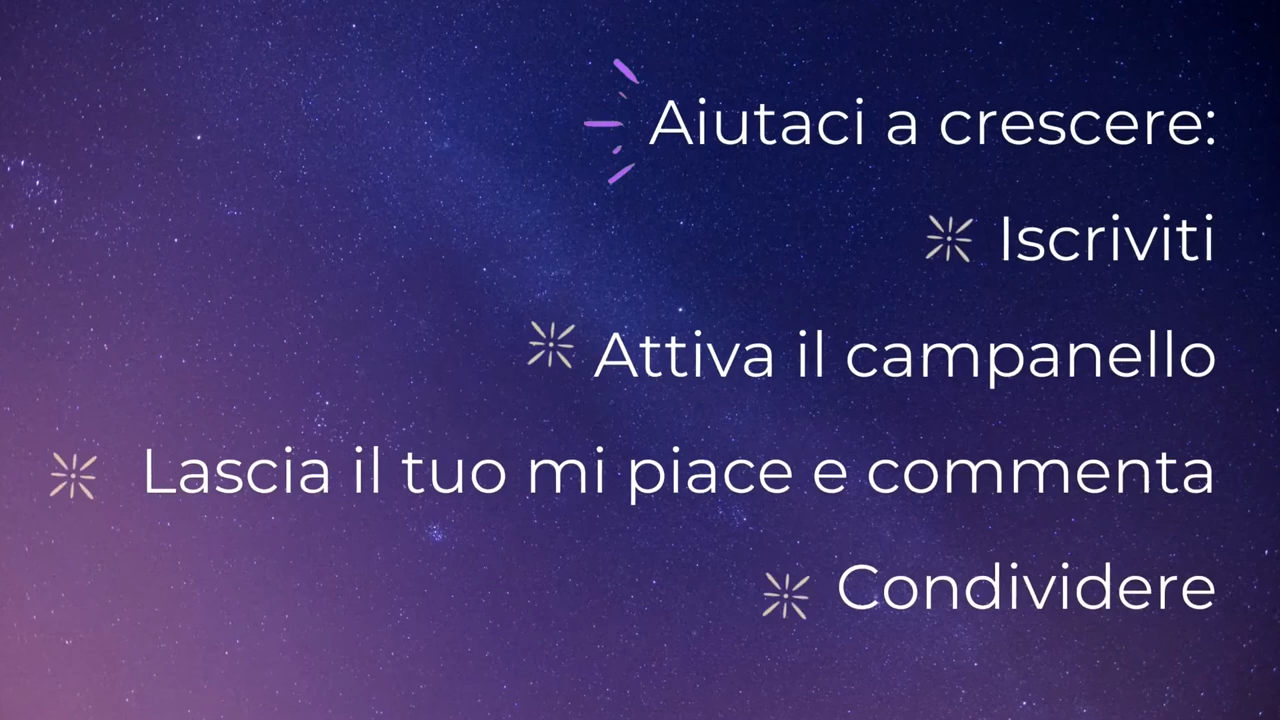 Aiutaci a crescere:
Iscriviti
Attiva il campanello
Lascia il tuo mi piace e commenta
Condividere